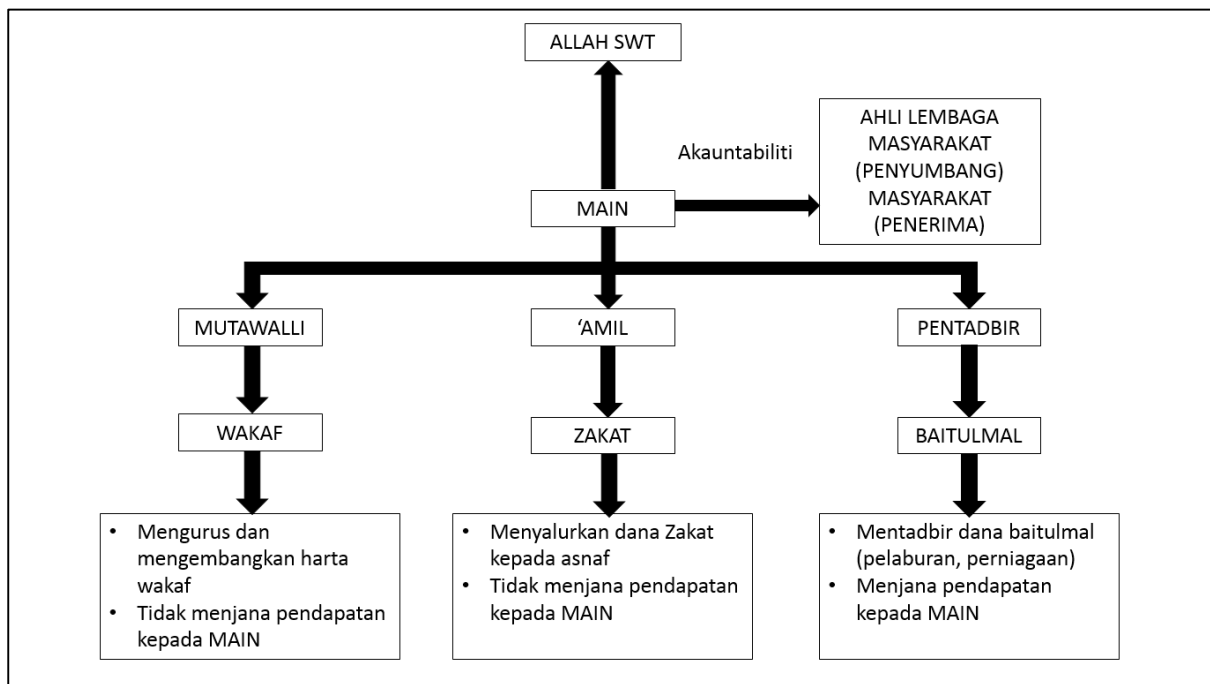 ALLAH SWT
Akauntabiliti
AHLI LEMBAGA
MASYARAKAT
(PENYUMBANG)
MASYARAKAT
(PENERIMA)
MAIN
MUTAWALLI
‘AMIL
PENTADBIR
WAKAF
ZAKAT
BAITULMAL
• Mengurus dan
mengembangkan harta
wakaf
• Tidak menjana pendapatan
kepada MAIN
• Menyalurkan dana Zakat
kepada asnaf
• Tidak menjana pendapatan
kepada MAIN
• Mentadbir dana baitulmal
(pelaburan, perniagaan)
• Menjana pendapatan
kepada MAIN